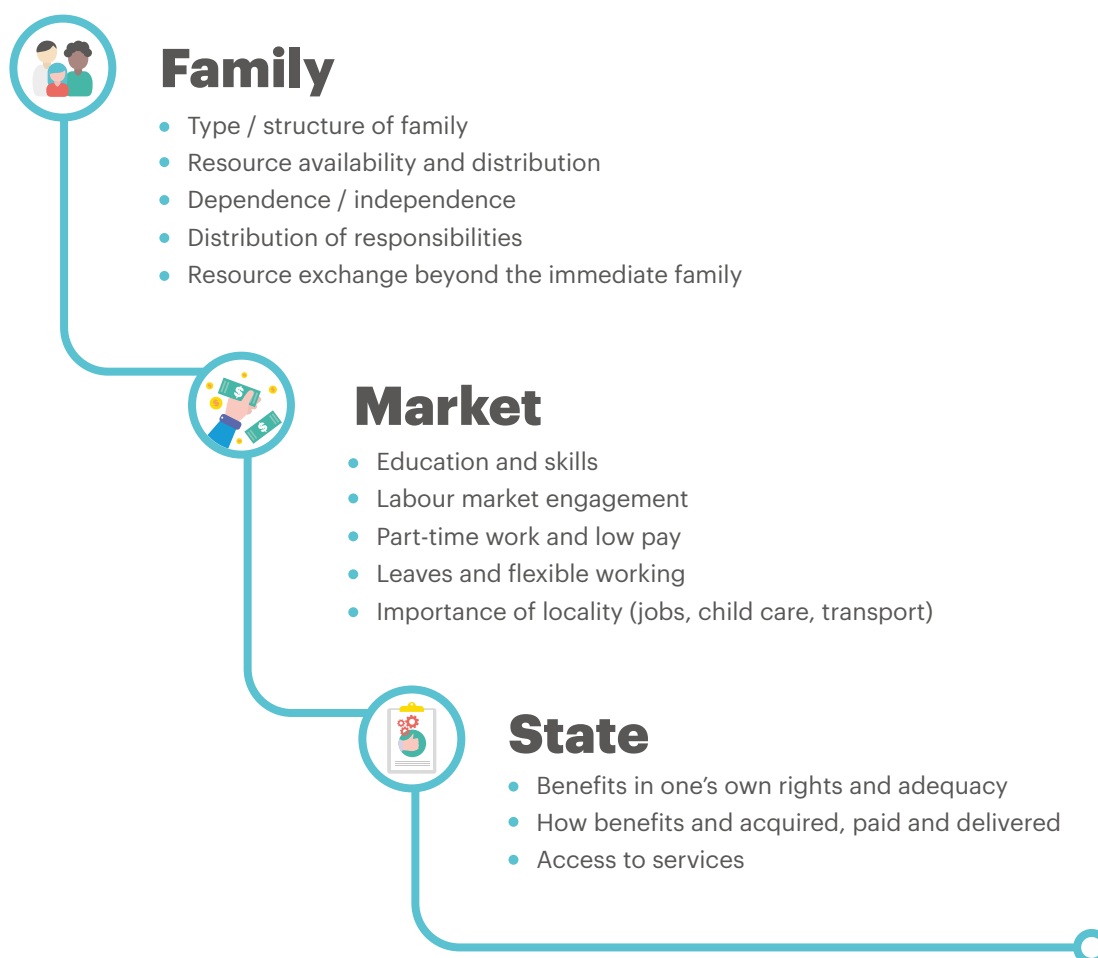 Family
• Type / structure of family
• Resource availability and distribution
• Dependence / independence
• Distribution of responsibilities
• Resource exchange beyond the immediate family
Market
• Education and skills
• Labour market engagement
• Part-time work and low pay
• Leaves and flexible working
• Importance of locality (jobs, child care, transport)
State
• Benefits in one’s own rights and adequacy
• How benefits and acquired, paid and delivered
• Access to services